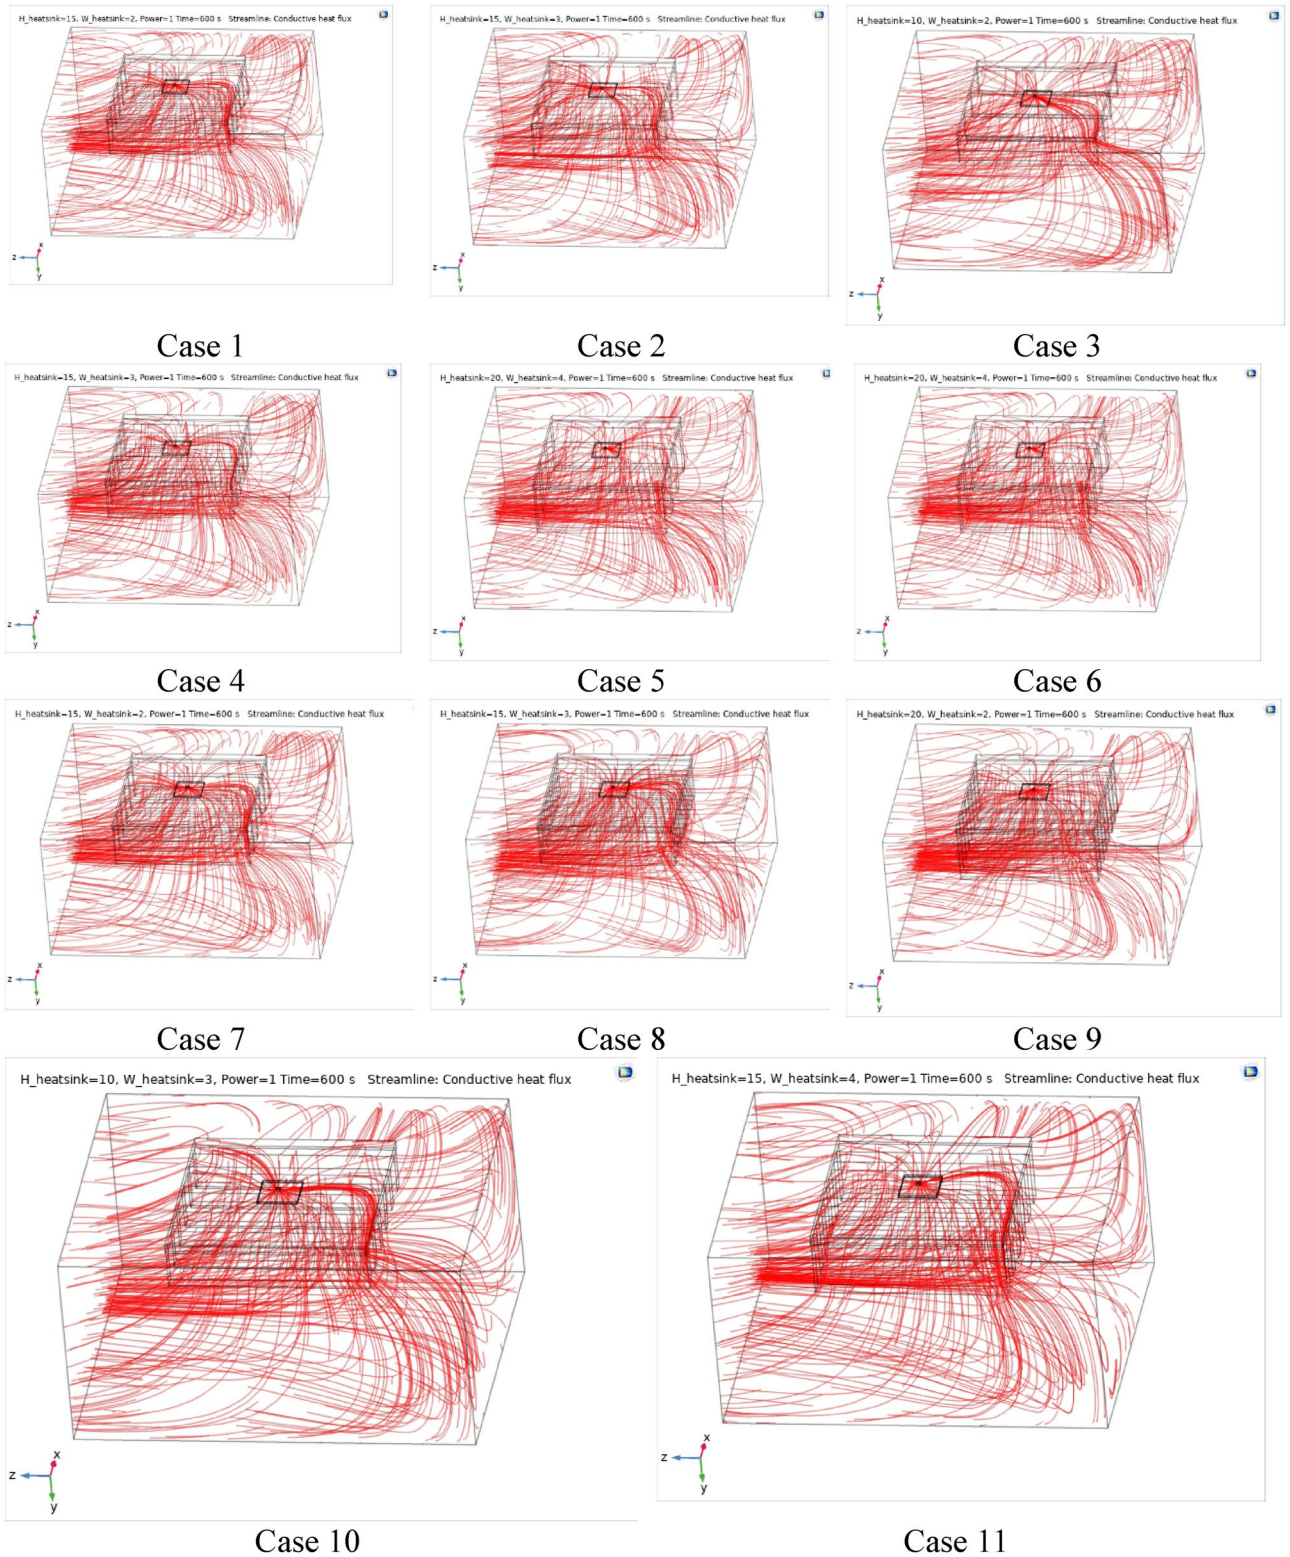 H_heatsink=15, W_heatsink=2, Power=1 Time=600 s Streamline: Conductive heat flux
x
z
y
Case 1
H_heatsink=15, W_heatsink=3, Power=1 Time=600 s Streamline: Conductive heat flux
x
z
y
Case 2
H_heatsink=10, W_heatsink=2, Power=1 Time=600 s Streamline: Conductive heat flux
x
z
y
Case 3
H_heatsink=15, W_heatsink=3, Power=1 Time=600 s Streamline: Conductive heat flux
x
z
y
Case 4
H_heatsink=20, W_heatsink=4, Power=1 Time=600 s Streamline: Conductive heat flux
x
z
y
Case 5
H_heatsink=20, W_heatsink=4, Power=1 Time=600 s Streamline: Conductive heat flux
x
z
y
Case 6
H_heatsink=15, W_heatsink=2, Power=1 Time=600 s Streamline: Conductive heat flux
x
z
y
Case 7
H_heatsink=15, W_heatsink=3, Power=1 Time=600 s Streamline: Conductive heat flux
x
z
y
Case 8
H_heatsink=20, W_heatsink=2, Power=1 Time=600 s Streamline: Conductive heat flux
x
z
y
Case 9
H_heatsink=10, W_heatsink=3, Power=1 Time=600 s Streamline: Conductive heat flux
x
z
y
Case 10
H_heatsink=15, W_heatsink=4, Power=1 Time=600 s Streamline: Conductive heat flux
x
z
y
Case 11